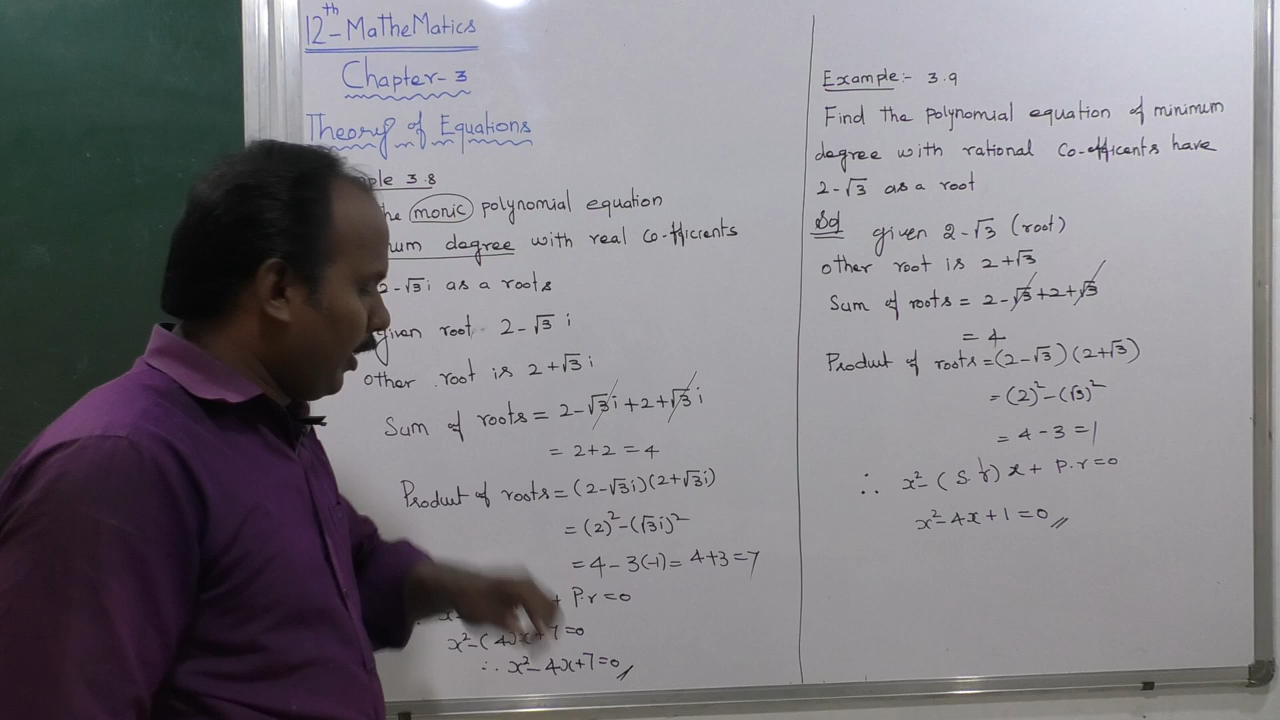 12th - MatheMatics
Chapter - 3
Theory of Equations
ple 3.8
he monic polynomial equation
num degree with real co-fficients
2-√3i as a roots
given root 2-√3 i
other root is 2+√3 i
Sum of roots = 2-√3i+2+√3i
= 2+2 = 4
Product of roots = (2-√3i)(2+√3i)
= (2)²-(√3i)²
= 4 - 3(-1) = 4+3 = 7
+ P.r = 0
x²-(4)x+7=0
∴ x²-4x+7=0
Example:- 3.9
Find the polynomial equation of minimum
degree with rational co-efficents have
2-√3 as a root
Sol given 2-√3 (root)
other root is 2+√3
Sum of roots = 2-√3+2+√3
= 4
Product of roots = (2-√3)(2+√3)
= (2)²-(√3)²
= 4 - 3 = 1
∴ x²-(S.r)x + P.r = 0
x²-4x+1=0